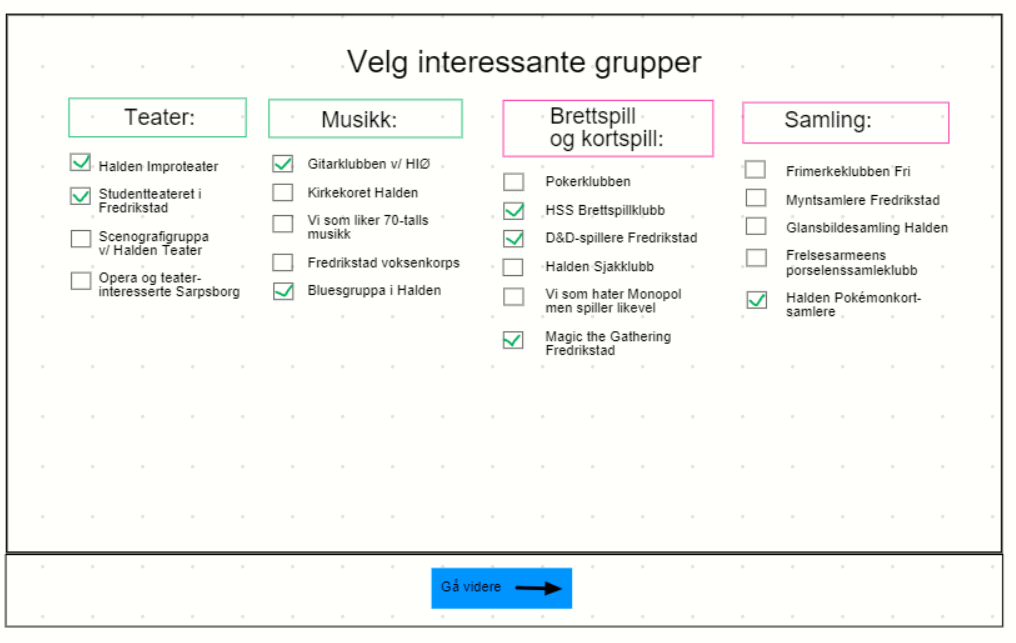 Velg interessante grupper
Teater:
Halden Improteater
Studentteateret i
Fredrikstad
Scenografigruppa
v/ Halden Teater
Opera og teater-
interesserte Sarpsborg
Musikk:
Gitarklubben v/ HIØ
Kirkekoret Halden
Vi som liker 70-talls
musikk
Fredrikstad voksenkorps
Bluesgruppa i Halden
Brettspill
og kortspill:
Pokerklubben
HSS Brettspillklubb
D&D-spillere Fredrikstad
Halden Sjakklubb
Vi som hater Monopol
men spiller likevel
Magic the Gathering
Fredrikstad
Samling:
Frimerkeklubben Fri
Myntsamlere Fredrikstad
Glansbildesamling Halden
Frelsesarmeens
porselenssamleklubb
Halden Pokémonkort-
samlere
Gå videre